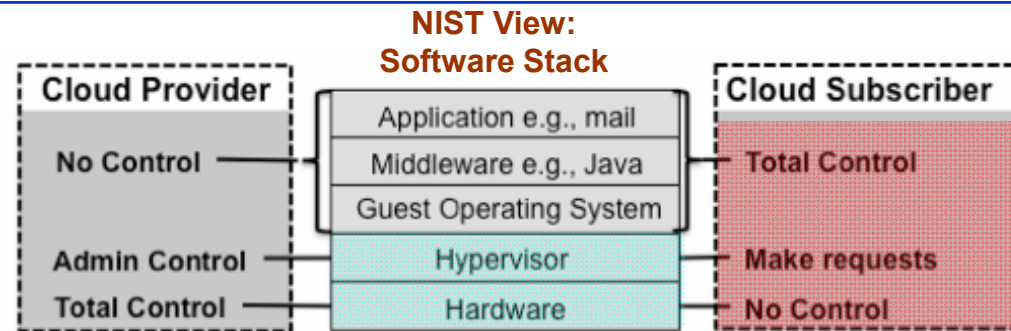 NIST View:
Software Stack
Cloud Provider
Cloud Subscriber
Application e.g., mail
No Control
Middleware e.g., Java
Total Control
Guest Operating System
Admin Control
Hypervisor
Make requests
Total Control
Hardware
No Control